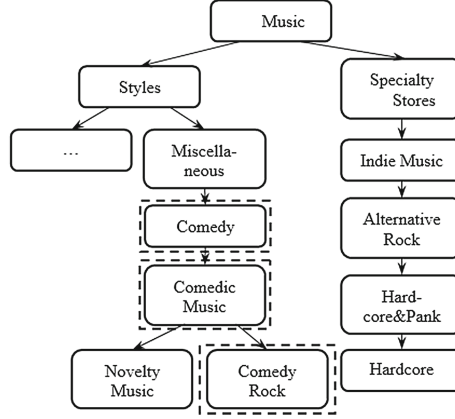 Music
Styles
Specialty
Stores
...
Miscella-
neous
Indie Music
Comedy
Alternative
Rock
Comedic
Music
Hard-
core&Pank
Novelty
Music
Comedy
Rock
Hardcore